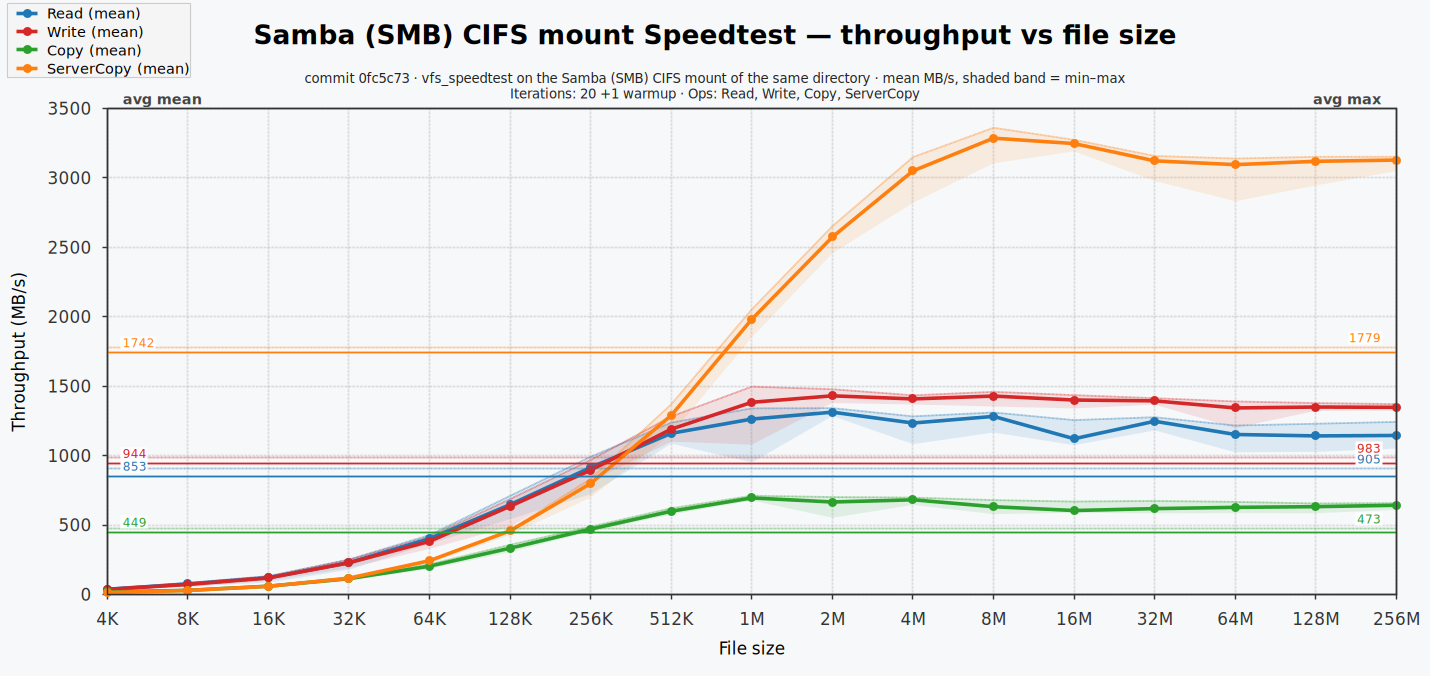 Read (mean)
Write (mean)
Copy (mean)
ServerCopy (mean)
Samba (SMB) CIFS mount Speedtest — throughput vs file size
commit 0fc5c73 · vfs_speedtest on the Samba (SMB) CIFS mount of the same directory · mean MB/s, shaded band = min–max
Iterations: 20 +1 warmup · Ops: Read, Write, Copy, ServerCopy
avg mean
avg max
3500
3000
2500
2000
1500
1000
500
0
Throughput (MB/s)
1742
1779
944
983
853
905
449
473
4K 8K 16K 32K 64K 128K 256K 512K 1M 2M 4M 8M 16M 32M 64M 128M 256M
File size